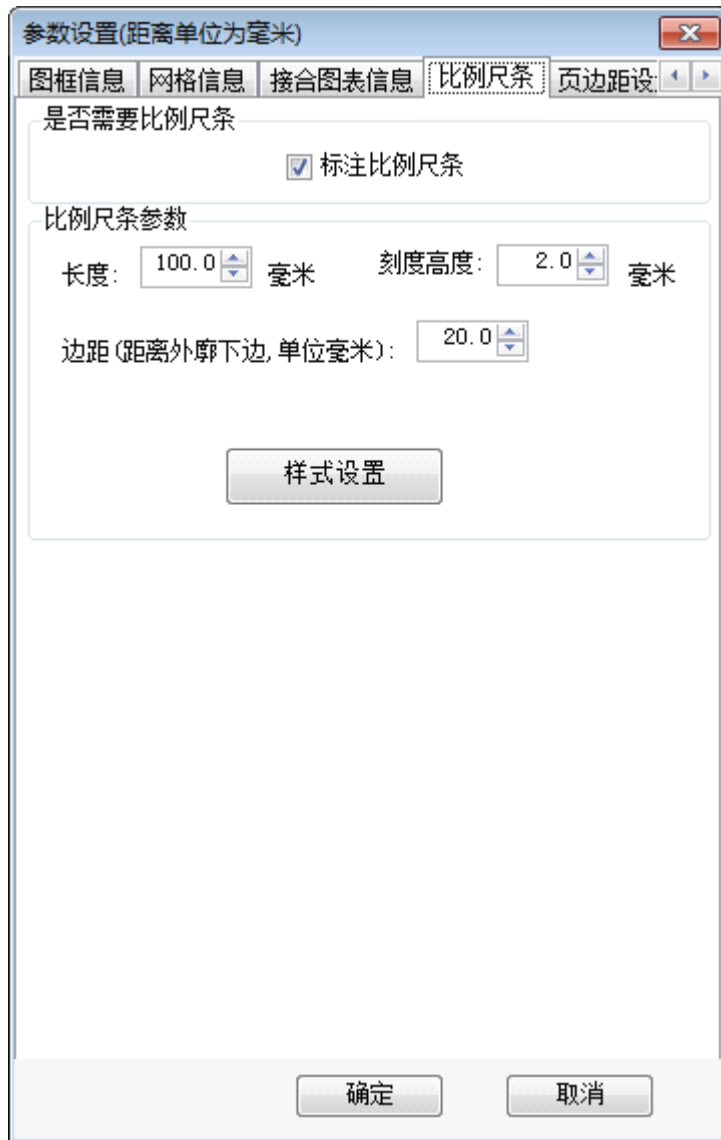 参数设置(距离单位为毫米)
图框信息 网格信息 接合图表信息 比例尺条 页边距设
是否需要比例尺条
标注比例尺条
比例尺条参数
长度: 100.0 毫米 刻度高度: 2.0 毫米
边距(距离外廓下边,单位毫米): 20.0
样式设置
确定 取消